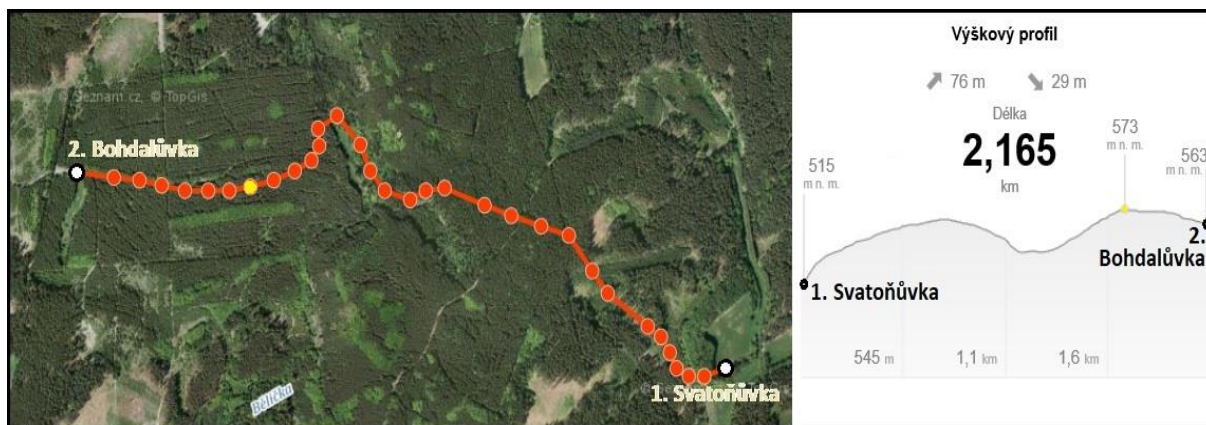 © Seznam.cz, © TopGis
2. Bohdalůvka
1. Svatoňůvka
Bělička
Výškový profil
76 m 29 m
Délka
2,165
km
515
m n. m.
573
m n. m.
563
m n. m.
2.
Bohdalůvka
1. Svatoňůvka
545 m 1,1 km 1,6 km